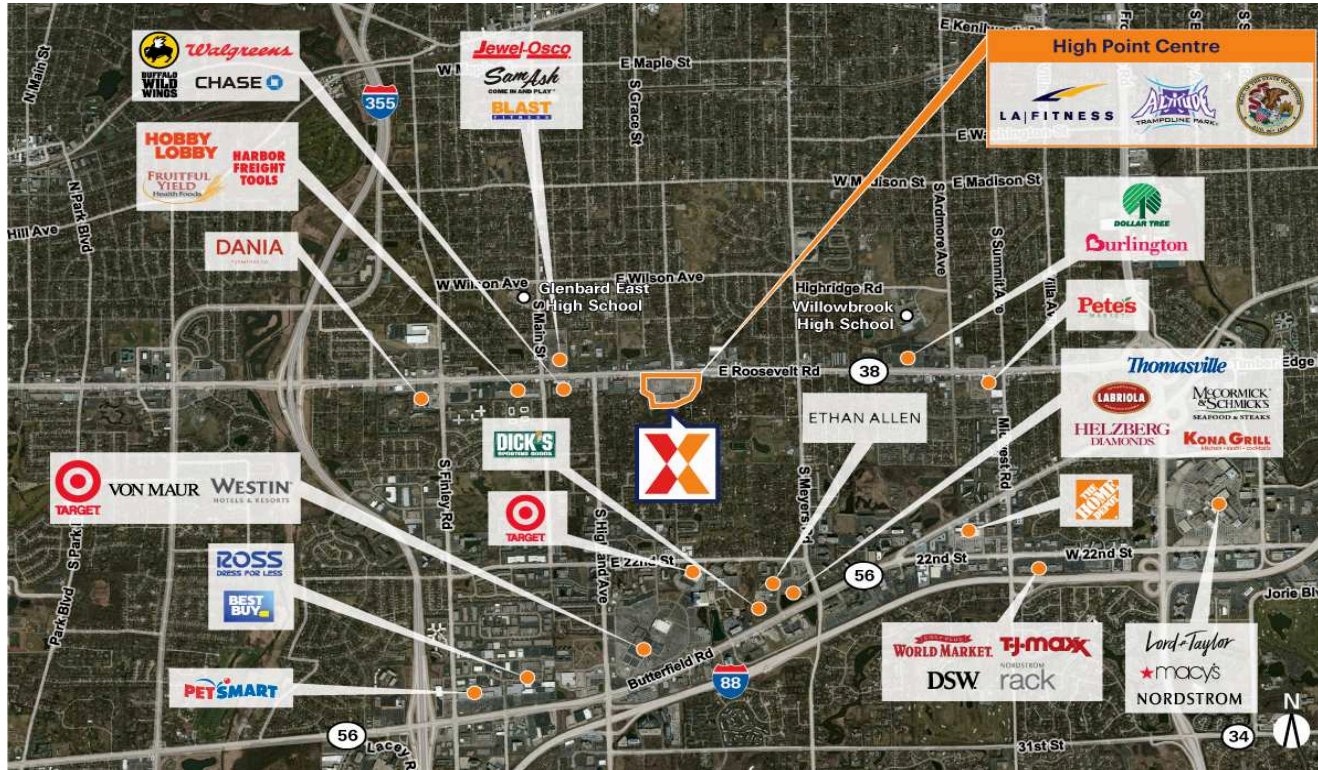 E Kenilworth Ave
N Main St
BUFFALO
WILD
WINGS
Walgreens
CHASE
355
Jewel-Osco
Sam Ash
COME IN AND PLAY
BLAST
FITNESS
E Maple St
S Grace St
High Point Centre
LA|FITNESS
ALTITUDE
TRAMPOLINE PARK
HOBBY
LOBBY
HARBOR
FREIGHT
TOOLS
FRUITFUL
YIELD
Health Foods
W Madison St
E Madison St
N Park Blvd
Hill Ave
S Ardmore Ave
S Summit Ave
DOLLAR TREE
Burlington
DANIA
W Wilson Ave
E Wilson Ave
Glenbard East
High School
S Main St
Highridge Rd
Willowbrook
High School
Pete's
MARKET
E Roosevelt Rd
38
Thomasville
LABRIOLA
McCORMICK
& SCHMICK'S
SEAFOOD & STEAKS
HELZBERG
DIAMONDS
KONA GRILL
ETHAN ALLEN
DICK'S
SPORTING GOODS
S Finley Rd
S Meyers Rd
TARGET
VON MAUR
WESTIN
HOTELS & RESORTS
TARGET
THE
HOME
DEPOT
S Highland Ave
E 22nd St
22nd St
W 22nd St
56
ROSS
DRESS FOR LESS
BEST
BUY
S Park Blvd
Park Blvd
Butterfield Rd
88
PETSMART
COST PLUS
WORLD MARKET
T·J·maxx
DSW
NORDSTROM
rack
Lord & Taylor
macy's
NORDSTROM
56
31st St
34
N